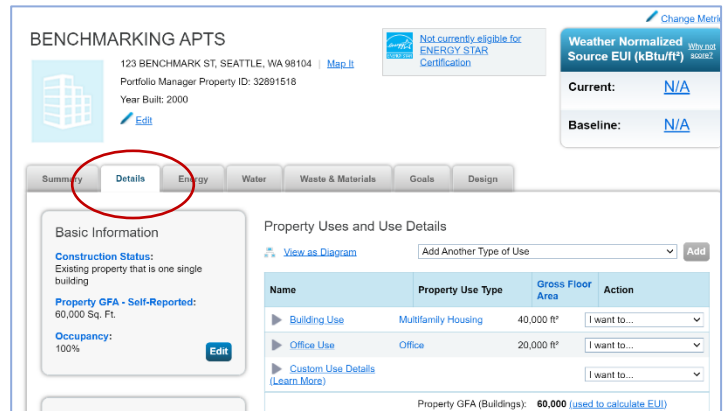 Change Metri
BENCHMARKING APTS
123 BENCHMARK ST, SEATTLE, WA 98104 | Map It
Portfolio Manager Property ID: 32891518
Year Built: 2000
Edit
Not currently eligible for
ENERGY STAR
Certification
Weather Normalized Why not
Source EUI (kBtu/ft²) score?
Current: N/A
Baseline: N/A
Summary Details Energy Water Waste & Materials Goals Design
Basic Information
Construction Status:
Existing property that is one single
building
Property GFA - Self-Reported:
60,000 Sq. Ft.
Occupancy:
100%
Edit
Property Uses and Use Details
View as Diagram Add Another Type of Use Add
Name Property Use Type Gross Floor Area Action
Building Use Multifamily Housing 40,000 ft² I want to...
Office Use Office 20,000 ft² I want to...
Custom Use Details
(Learn More) I want to...
Property GFA (Buildings): 60,000 (used to calculate EUI)